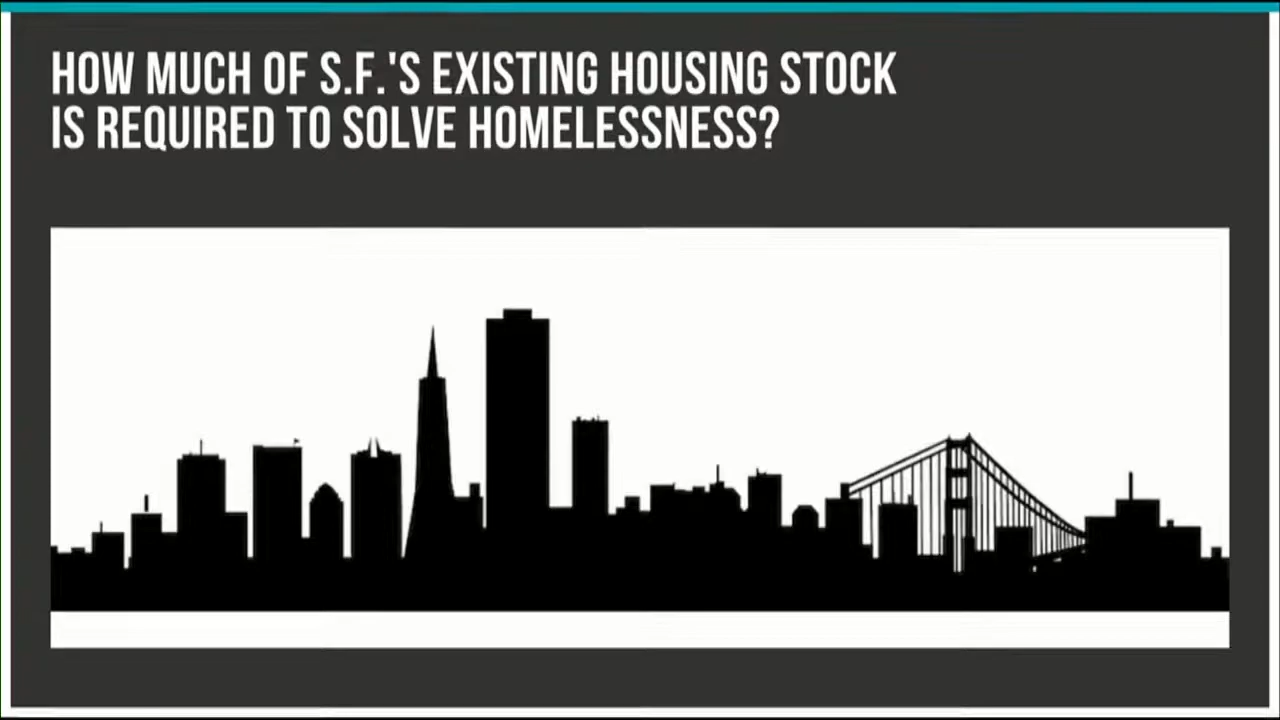 HOW MUCH OF S.F.'S EXISTING HOUSING STOCK
IS REQUIRED TO SOLVE HOMELESSNESS?